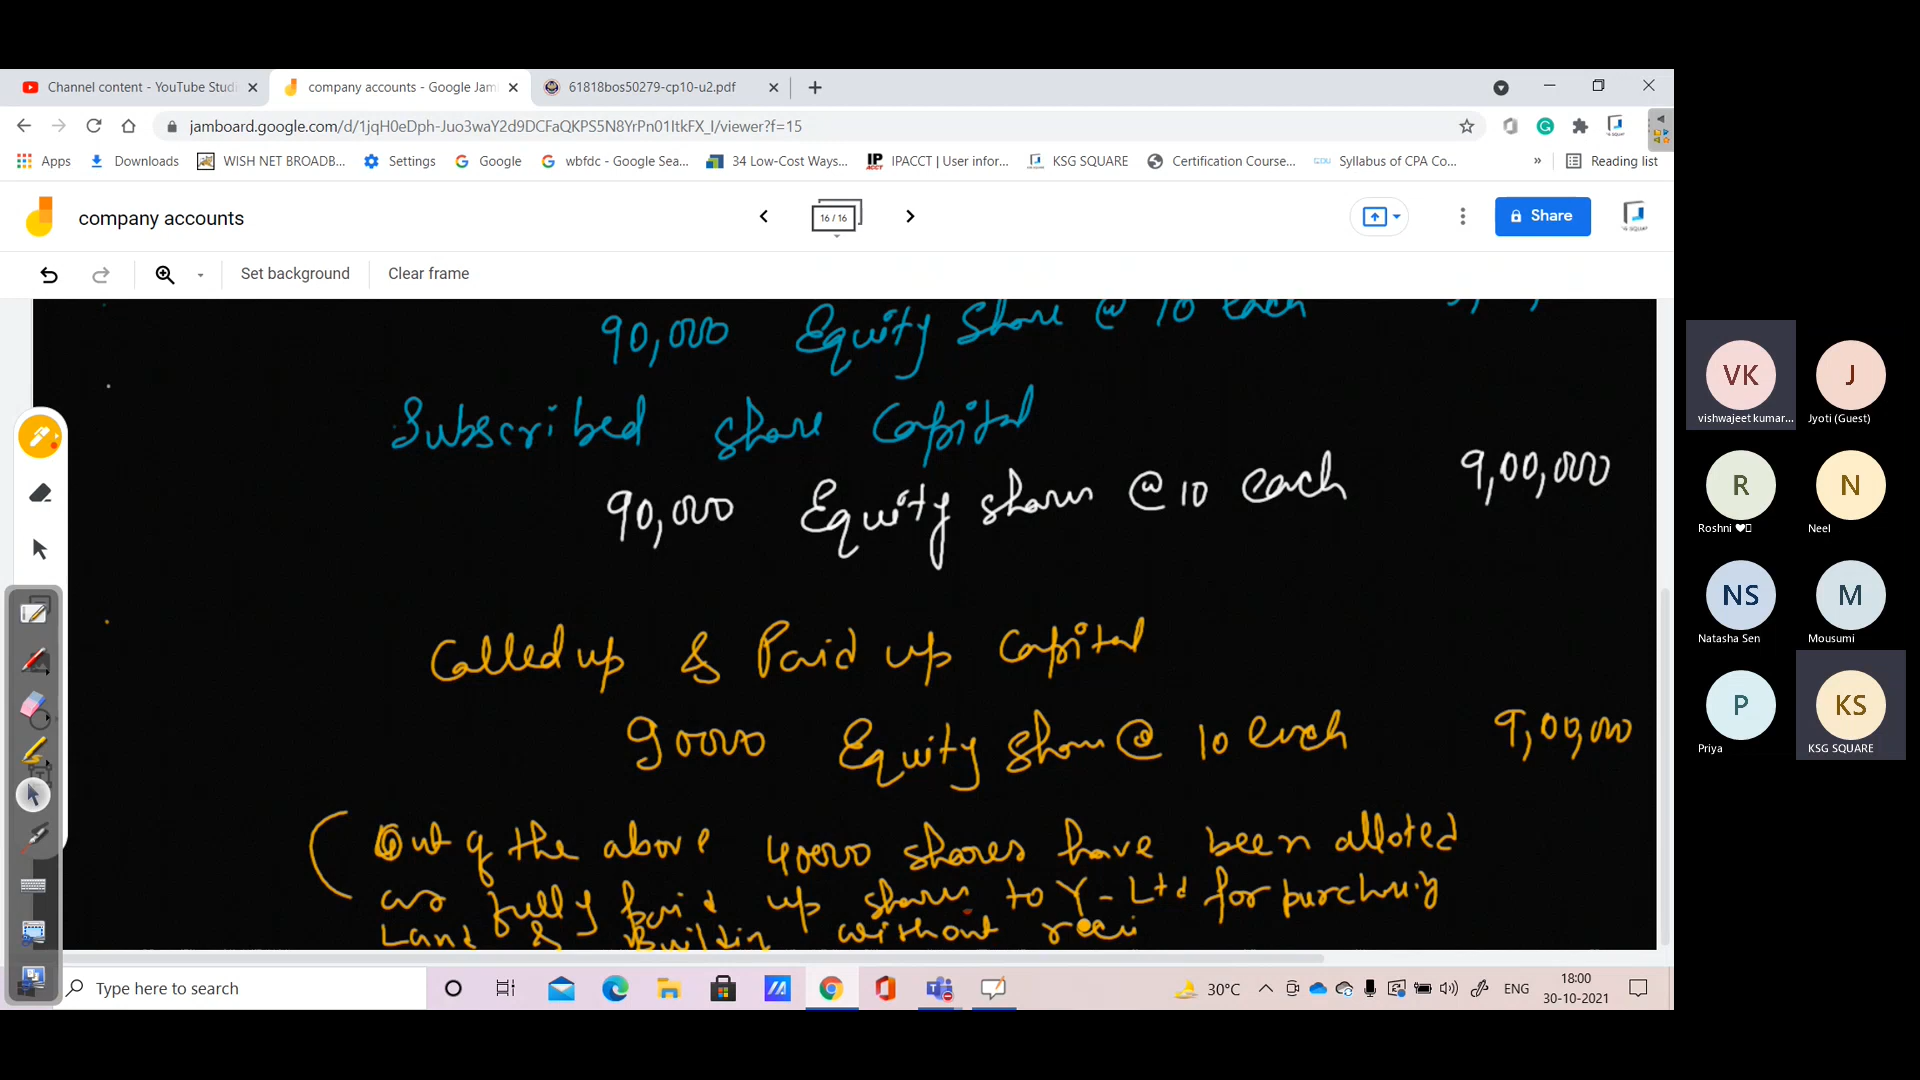 Channel content - YouTube Studi
company accounts - Google Jam
61818bos50279-cp10-u2.pdf
jamboard.google.com/d/1jqH0eDph-Juo3waY2d9DCFaQKPS5N8YrPn01ItkFX_I/viewer?f=15
Apps Downloads WISH NET BROADB... Settings Google wbfdc - Google Sea... 34 Low-Cost Ways... IPACCT | User infor... KSG SQUARE Certification Course... Syllabus of CPA Co... » Reading list
company accounts
16 / 16
Share
Set background Clear frame
90,000 Equity Share @ 10 each
Subscribed share Capital
90,000 Equity shares @ 10 each 9,00,000
Called up & Paid up Capital
90000 Equity Share @ 10 each 9,00,000
Out of the above 40000 shares have been alloted
as fully paid up shares to Y-Ltd for purchasing
Land & Building without recei
VK
vishwajeet kumar...
J
Jyoti (Guest)
R
Roshni
N
Neel
NS
Natasha Sen
M
Mousumi
P
Priya
KS
KSG SQUARE
Type here to search
30°C
ENG
18:00
30-10-2021